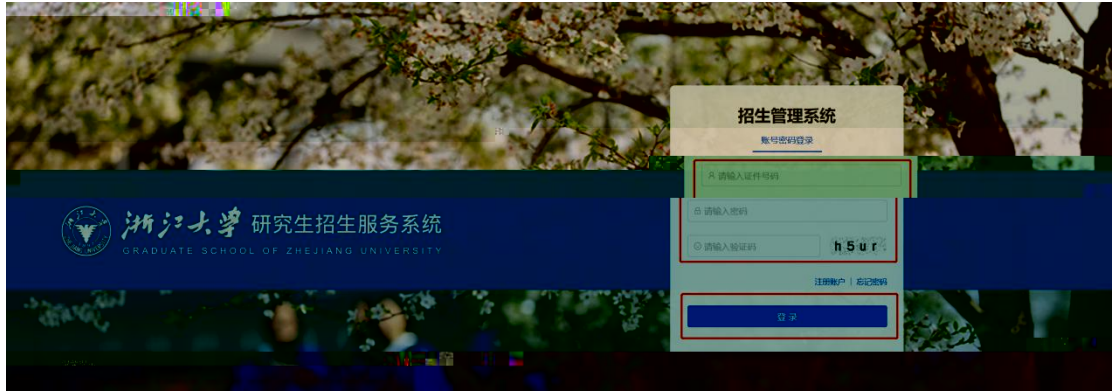 招生管理系统
账号密码登录
请输入证件号码
浙江大学 研究生招生服务系统
GRADUATE SCHOOL OF ZHEJIANG UNIVERSITY
请输入密码
请输入验证码 h5ur
注册账户 | 忘记密码
登录